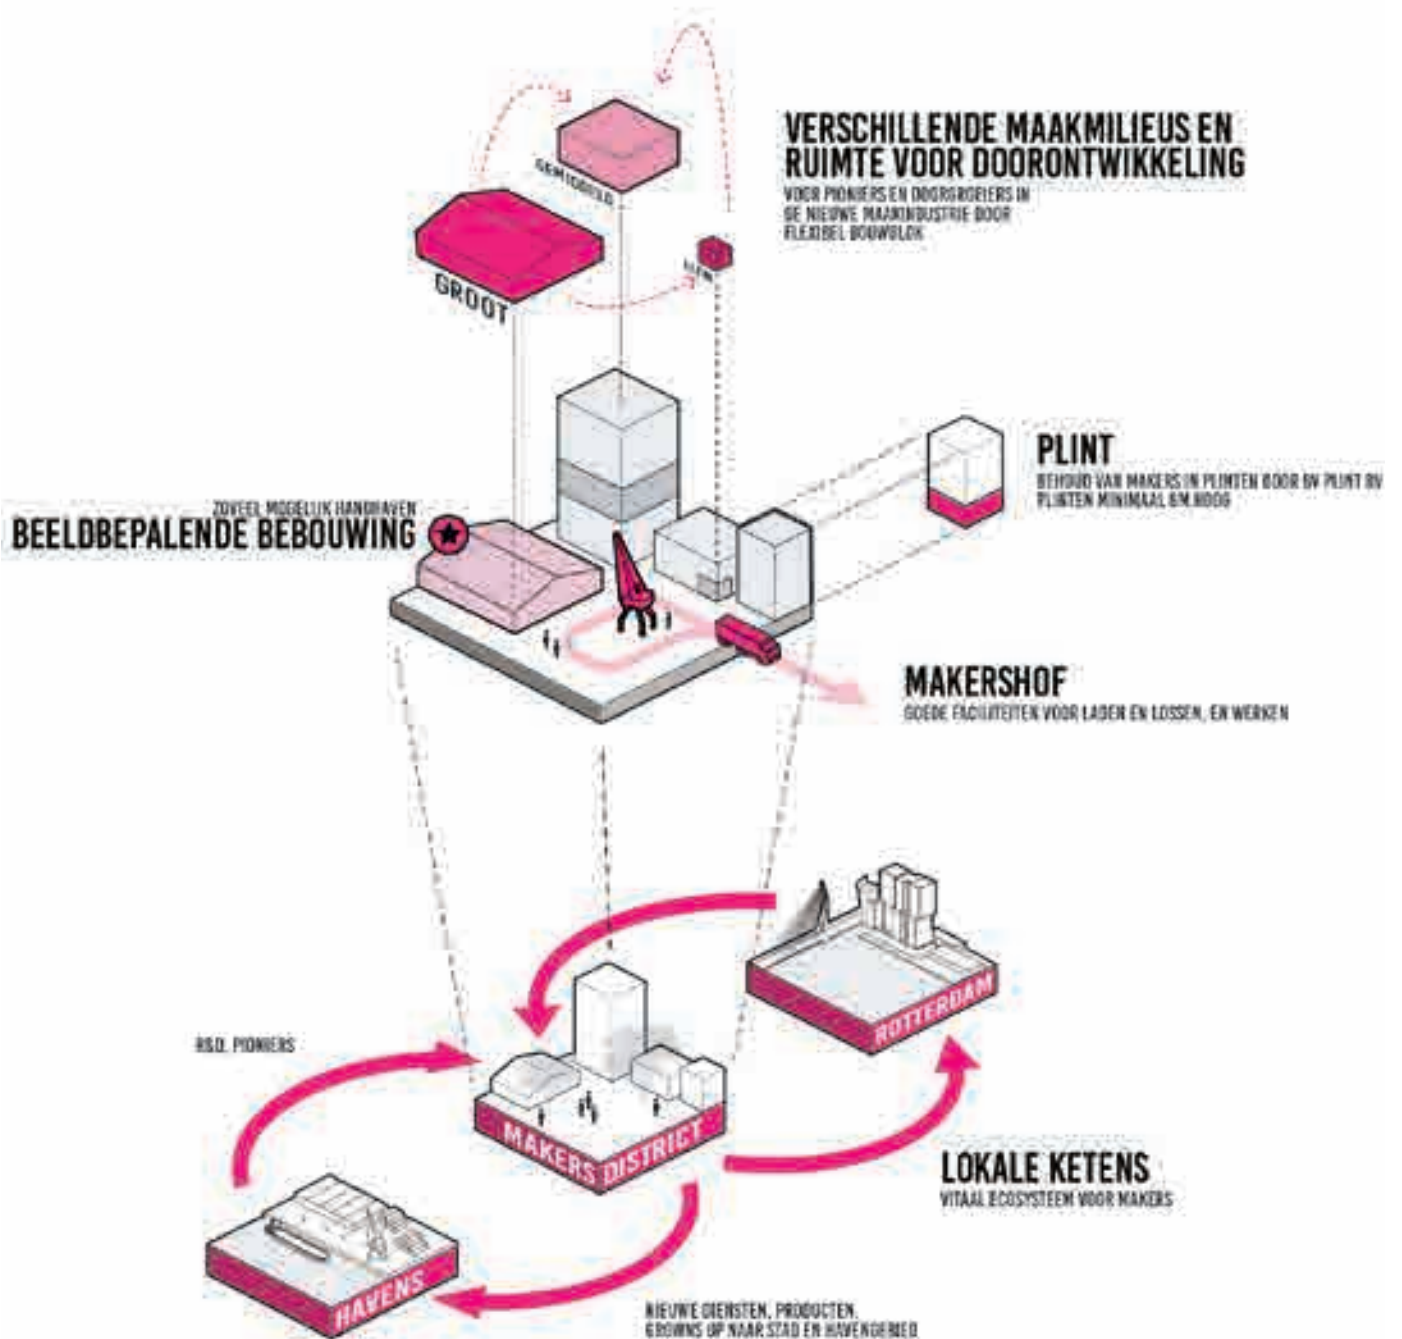 VERSCHILLENDE MAAKMILIEUS EN
RUIMTE VOOR DOORONTWIKKELING
VOOR PIONIERS EN DOORGROEIERS IN
DE NIEUWE MAAKINDUSTRIE DOOR
FLEXIBEL BOUWBLOK
GEMIDDELD
KLEIN
GROOT
PLINT
BEHOUD VAN MAKERS IN PLINTEN DOOR BV PLINT BV
PLINTEN MINIMAAL 6M HOOG
ZOVEEL MOGELIJK HANDHAVEN
BEELDBEPALENDE BEBOUWING
MAKERSHOF
GOEDE FACILITEITEN VOOR LADEN EN LOSSEN, EN WERKEN
ROTTERDAM
R&D, PIONIERS
MAKERS DISTRICT
LOKALE KETENS
VITAAL ECOSYSTEEM VOOR MAKERS
HAVENS
NIEUWE DIENSTEN, PRODUCTEN,
GROWNS UP NAAR STAD EN HAVENGEBIED